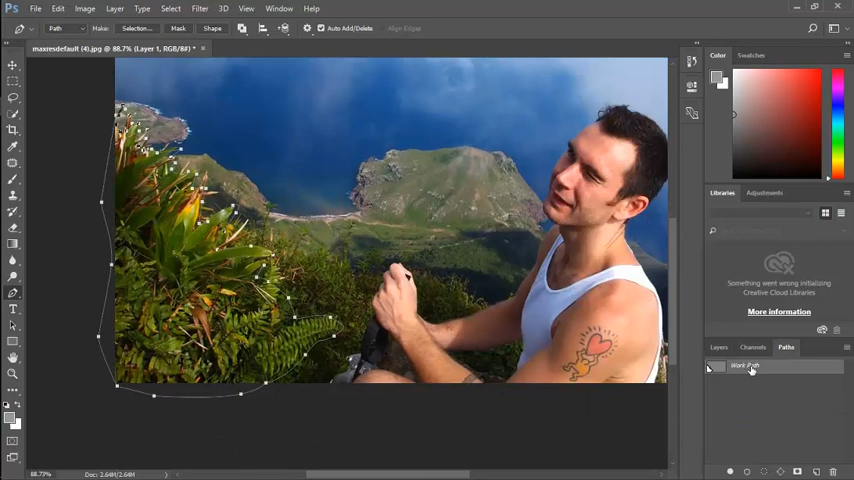 Ps File Edit Image Layer Type Select Filter 3D View Window Help
Path Make: Selection... Mask Shape Auto Add/Delete Align Edges
maxresdefault (4).jpg @ 88.7% (Layer 1, RGB/8#) *
Color Swatches
Libraries Adjustments
Something went wrong initializing
Creative Cloud Libraries
More information
Layers Channels Paths
Work Path
88.73% Doc: 2.64M/2.64M